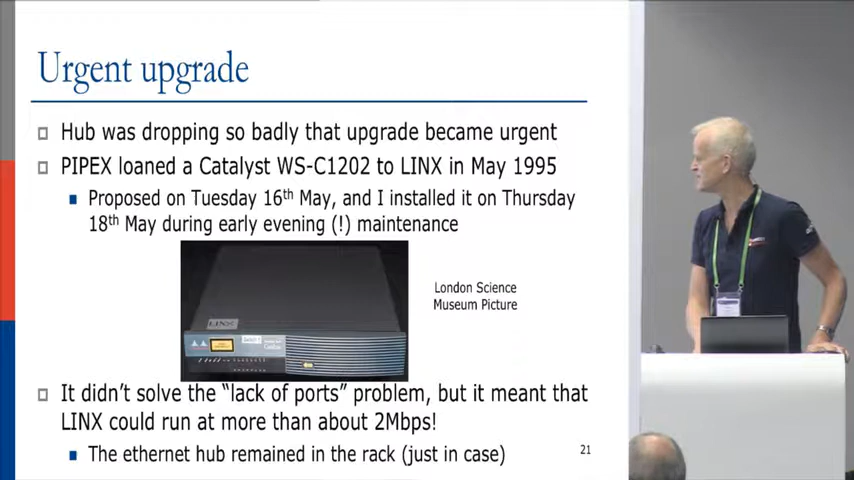 Urgent upgrade
Hub was dropping so badly that upgrade became urgent
PIPEX loaned a Catalyst WS-C1202 to LINX in May 1995
Proposed on Tuesday 16th May, and I installed it on Thursday
18th May during early evening (!) maintenance
LINX
London Science
Museum Picture
It didn't solve the "lack of ports" problem, but it meant that
LINX could run at more than about 2Mbps!
The ethernet hub remained in the rack (just in case)
21